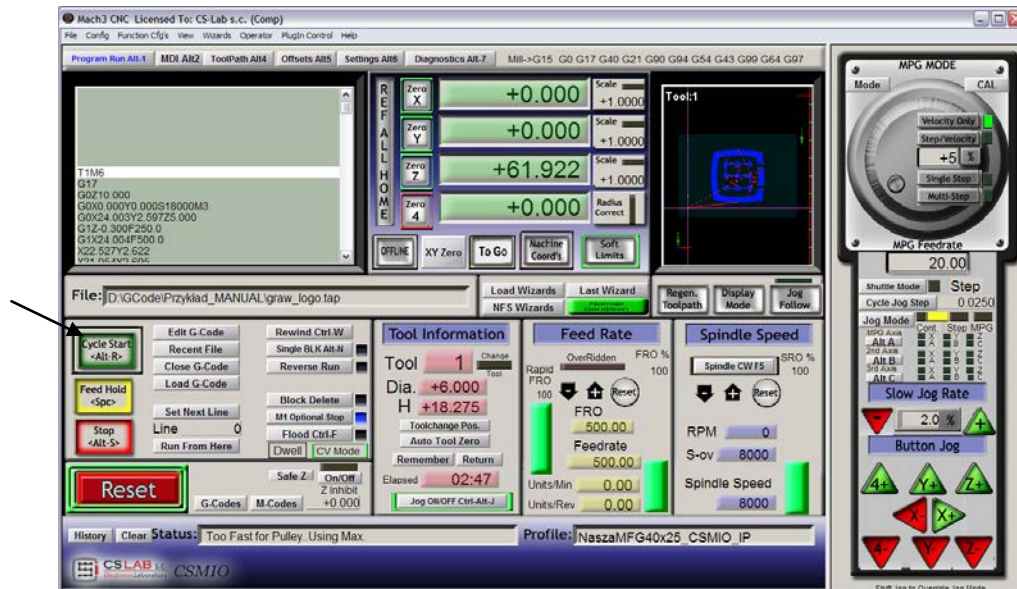 Mach3 CNC Licensed To: CS-Lab s.c. (Comp)
File Config Function Cfg's View Wizards Operator PlugIn Control Help
Program Run Alt-1 MDI Alt2 ToolPath Alt4 Offsets Alt5 Settings Alt6 Diagnostics Alt-7 Mill->G15 G0 G17 G40 G21 G90 G94 G54 G43 G99 G64 G97
T1M6
G17
G0Z10.000
G0X0.000Y0.000S18000M3
G0X24.003Y2.597Z5.000
G1Z-0.300F250.0
G1X24.004F500.0
X22.527Y2.622
REF ALL HOME
Zero X +0.000 Scale +1.0000
Zero Y +0.000 Scale +1.0000
Zero Z +61.922 Scale +1.0000
Zero 4 +0.000 Radius Correct
OFFLINE XY Zero To Go Machine Coord's Soft Limits
Tool:1
File: D:\GCode\Przykład_MANUAL\graw_logo.tap
Load Wizards Last Wizard
NFS Wizards
Regen. Toolpath Display Mode Jog Follow
Cycle Start <Alt-R>
Feed Hold <Spc>
Stop <Alt-S>
Edit G-Code
Recent File
Close G-Code
Load G-Code
Set Next Line
Line 0
Run From Here
Rewind Ctrl-W
Single BLK Alt-N
Reverse Run
Block Delete
M1 Optional Stop
Flood Ctrl-F
Dwell CV Mode
Reset
G-Codes M-Codes
Safe Z On/Off
Z Inhibit
+0.000
Tool Information
Tool 1 Change Tool
Dia. +6.000
H +18.275
Toolchange Pos.
Auto Tool Zero
Remember Return
Elapsed 02:47
Jog ON/OFF Ctrl-Alt-J
Feed Rate
OverRidden FRO %
Rapid FRO 100
100
Reset
FRO
500.00
Feedrate
500.00
Units/Min 0.00
Units/Rev 0.00
Spindle Speed
Spindle CW F5 SRO %
100
Reset
RPM 0
S-ov 8000
Spindle Speed
8000
History Clear Status: Too Fast for Pulley..Using Max.
Profile: NaszaMFG40x25_CSMIO_IP
CSLAB s.c.
CSMIO
MPG MODE
Mode CAL
Velocity Only
Step/Velocity
+5 %
Single Step
Multi-Step
MPG Feedrate
20.00
Shuttle Mode Step
Cycle Jog Step 0.0250
Jog Mode Cont. Step MPG
MPG Axis
Alt A X Y Z A B C
2nd Axis
Alt B X Y Z A B C
3rd Axis
Alt C X Y Z A B C
Slow Jog Rate
2.0 %
Button Jog
4+ Y+ Z+
X- X+
4- Y- Z-